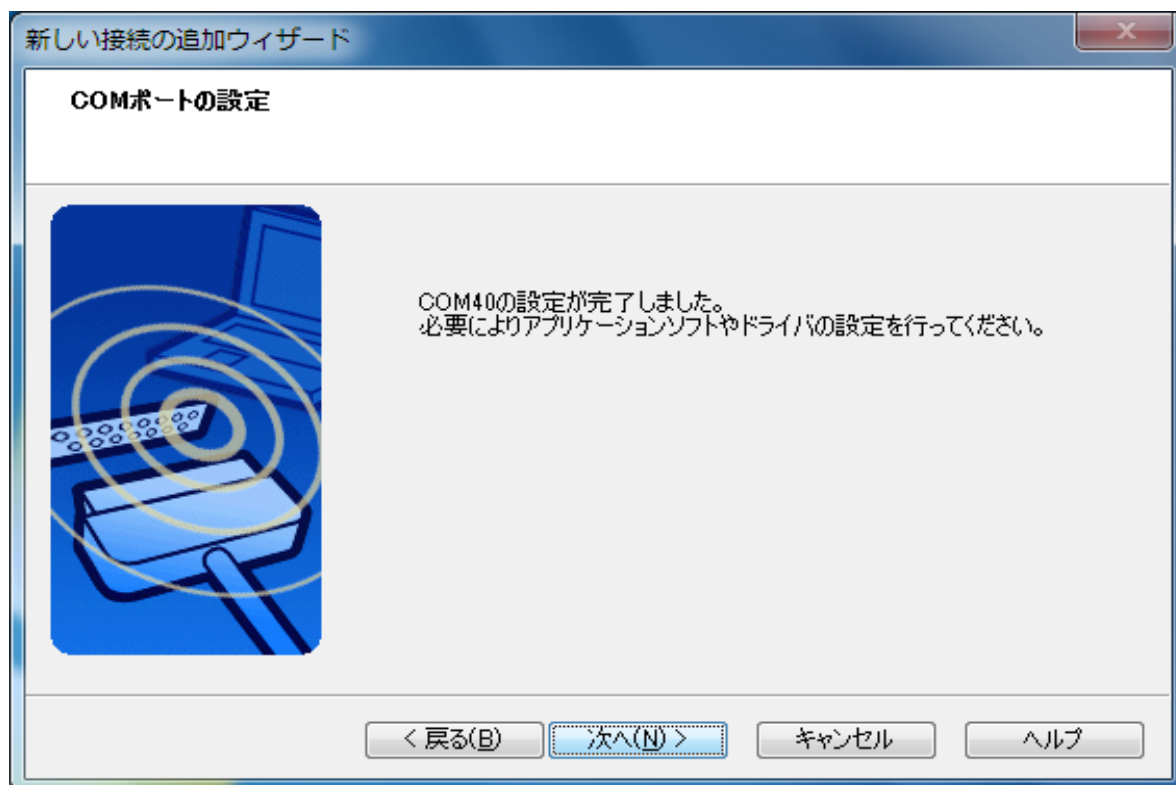 新しい接続の追加ウィザード
COMポートの設定
COM40の設定が完了しました。
必要によりアプリケーションソフトやドライバの設定を行ってください。
< 戻る(B)
次へ(N) >
キャンセル
ヘルプ